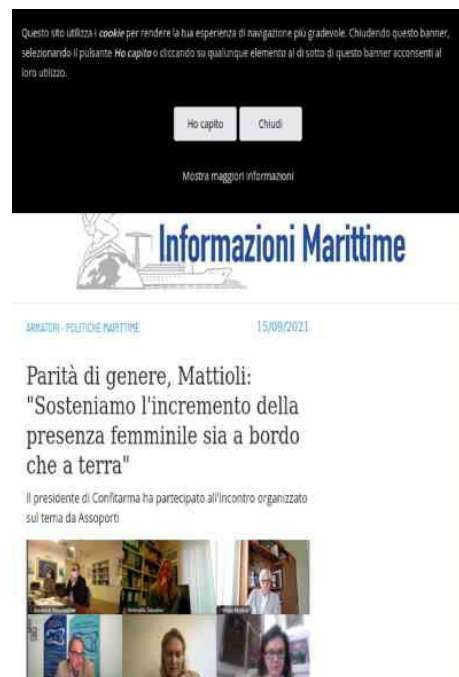 Questo sito utilizza i cookie per rendere la tua esperienza di navigazione più gradevole. Chiudendo questo banner,
selezionando il pulsante Ho capito o cliccando su qualunque elemento al di sotto di questo banner acconsenti al
loro utilizzo.
Ho capito
Chiudi
Mostra maggiori informazioni
Informazioni Marittime
ARMATORI - POLITICHE MARITTIME
15/09/2021
Parità di genere, Mattioli:
"Sosteniamo l'incremento della
presenza femminile sia a bordo
che a terra"
Il presidente di Confitarma ha partecipato all'incontro organizzato
sul tema da Assoporti